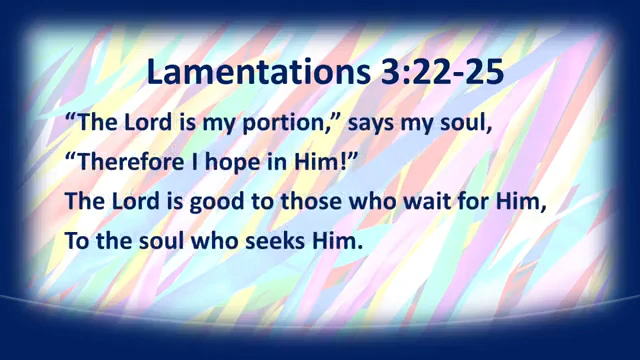 Lamentations 3:22-25
“The Lord is my portion,” says my soul,
“Therefore I hope in Him!”
The Lord is good to those who wait for Him,
To the soul who seeks Him.